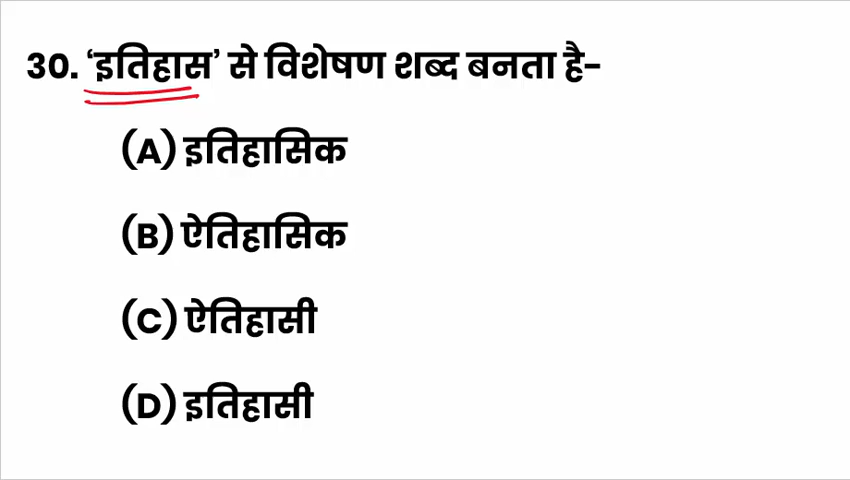 30. ‘इतिहास’ से विशेषण शब्द बनता है-
(A) इतिहासिक
(B) ऐतिहासिक
(C) ऐतिहासी
(D) इतिहासी